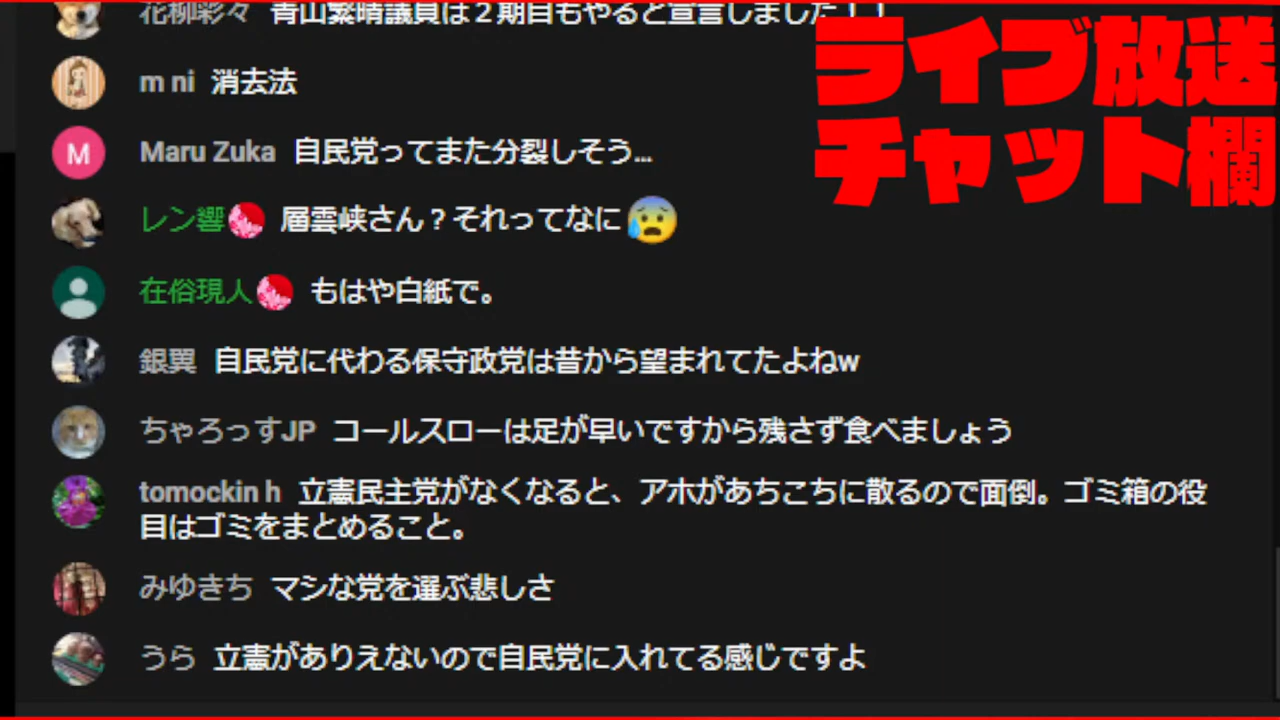 花柳彩々 青山繁晴議員は２期目もやると宣言しました！！
ライブ放送
チャット欄
m ni 消去法
M Maru Zuka 自民党ってまた分裂しそう…
レン響 層雲峡さん？それってなに😰
在俗現人 もはや白紙で。
銀翼 自民党に代わる保守政党は昔から望まれてたよねw
ちゃろっすJP コールスローは足が早いですから残さず食べましょう
tomockin h 立憲民主党がなくなると、アホがあちこちに散るので面倒。ゴミ箱の役
目はゴミをまとめること。
みゆきち マシな党を選ぶ悲しさ
うら 立憲がありえないので自民党に入れてる感じですよ